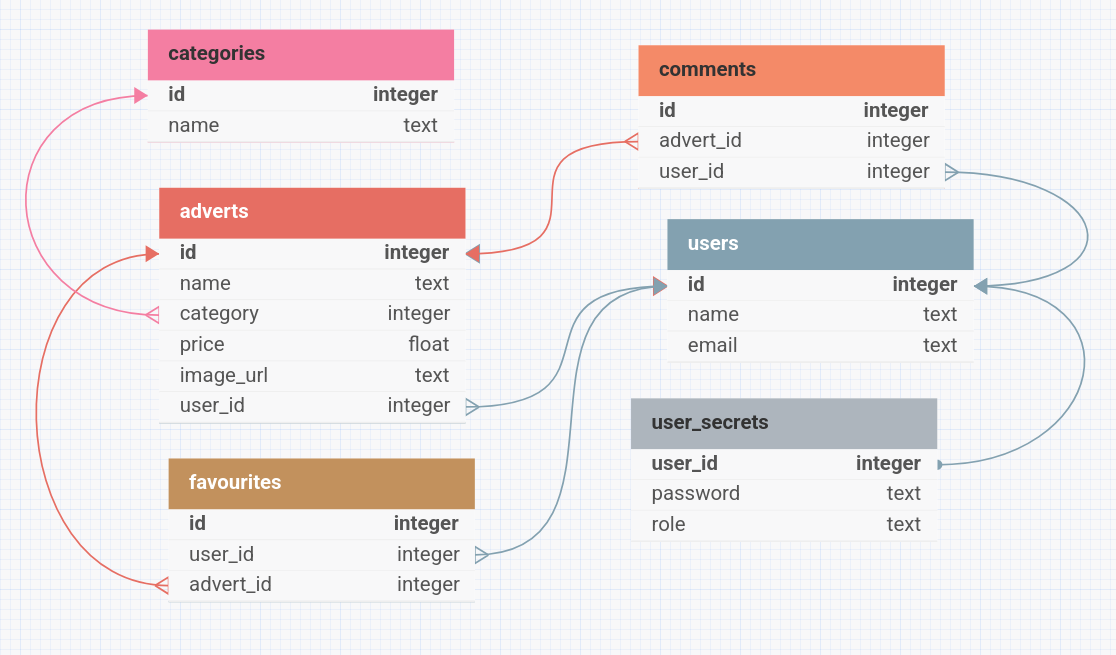 categories
id integer
name text
adverts
id integer
name text
category integer
price float
image_url text
user_id integer
favourites
id integer
user_id integer
advert_id integer
comments
id integer
advert_id integer
user_id integer
users
id integer
name text
email text
user_secrets
user_id integer
password text
role text